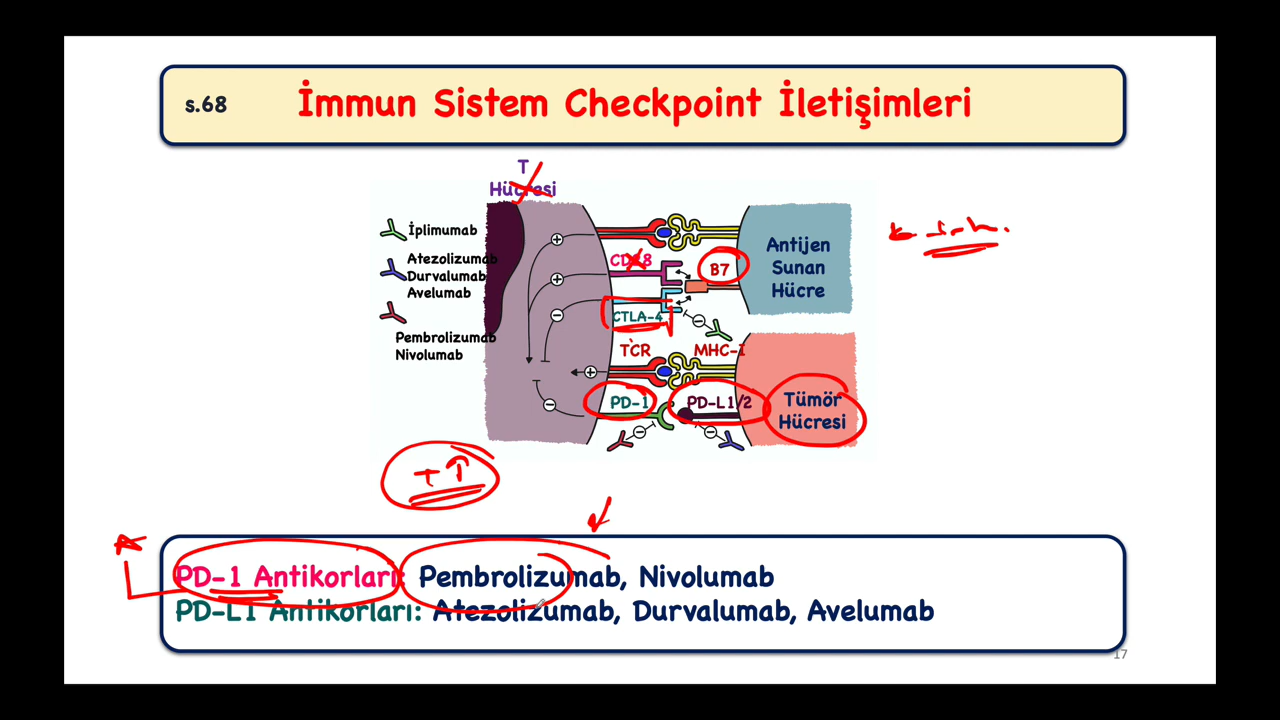 s.68
İmmun Sistem Checkpoint İletişimleri
T
Hücresi
İplimumab
Atezolizumab
Durvalumab
Avelumab
Pembrolizumab
Nivolumab
CD28
B7
CTLA-4
Antijen
Sunan
Hücre
TCR
MHC-I
PD-1
PD-L1/2
Tümör
Hücresi
T↑
PD-1 Antikorları: Pembrolizumab, Nivolumab
PD-L1 Antikorları: Atezolizumab, Durvalumab, Avelumab
17